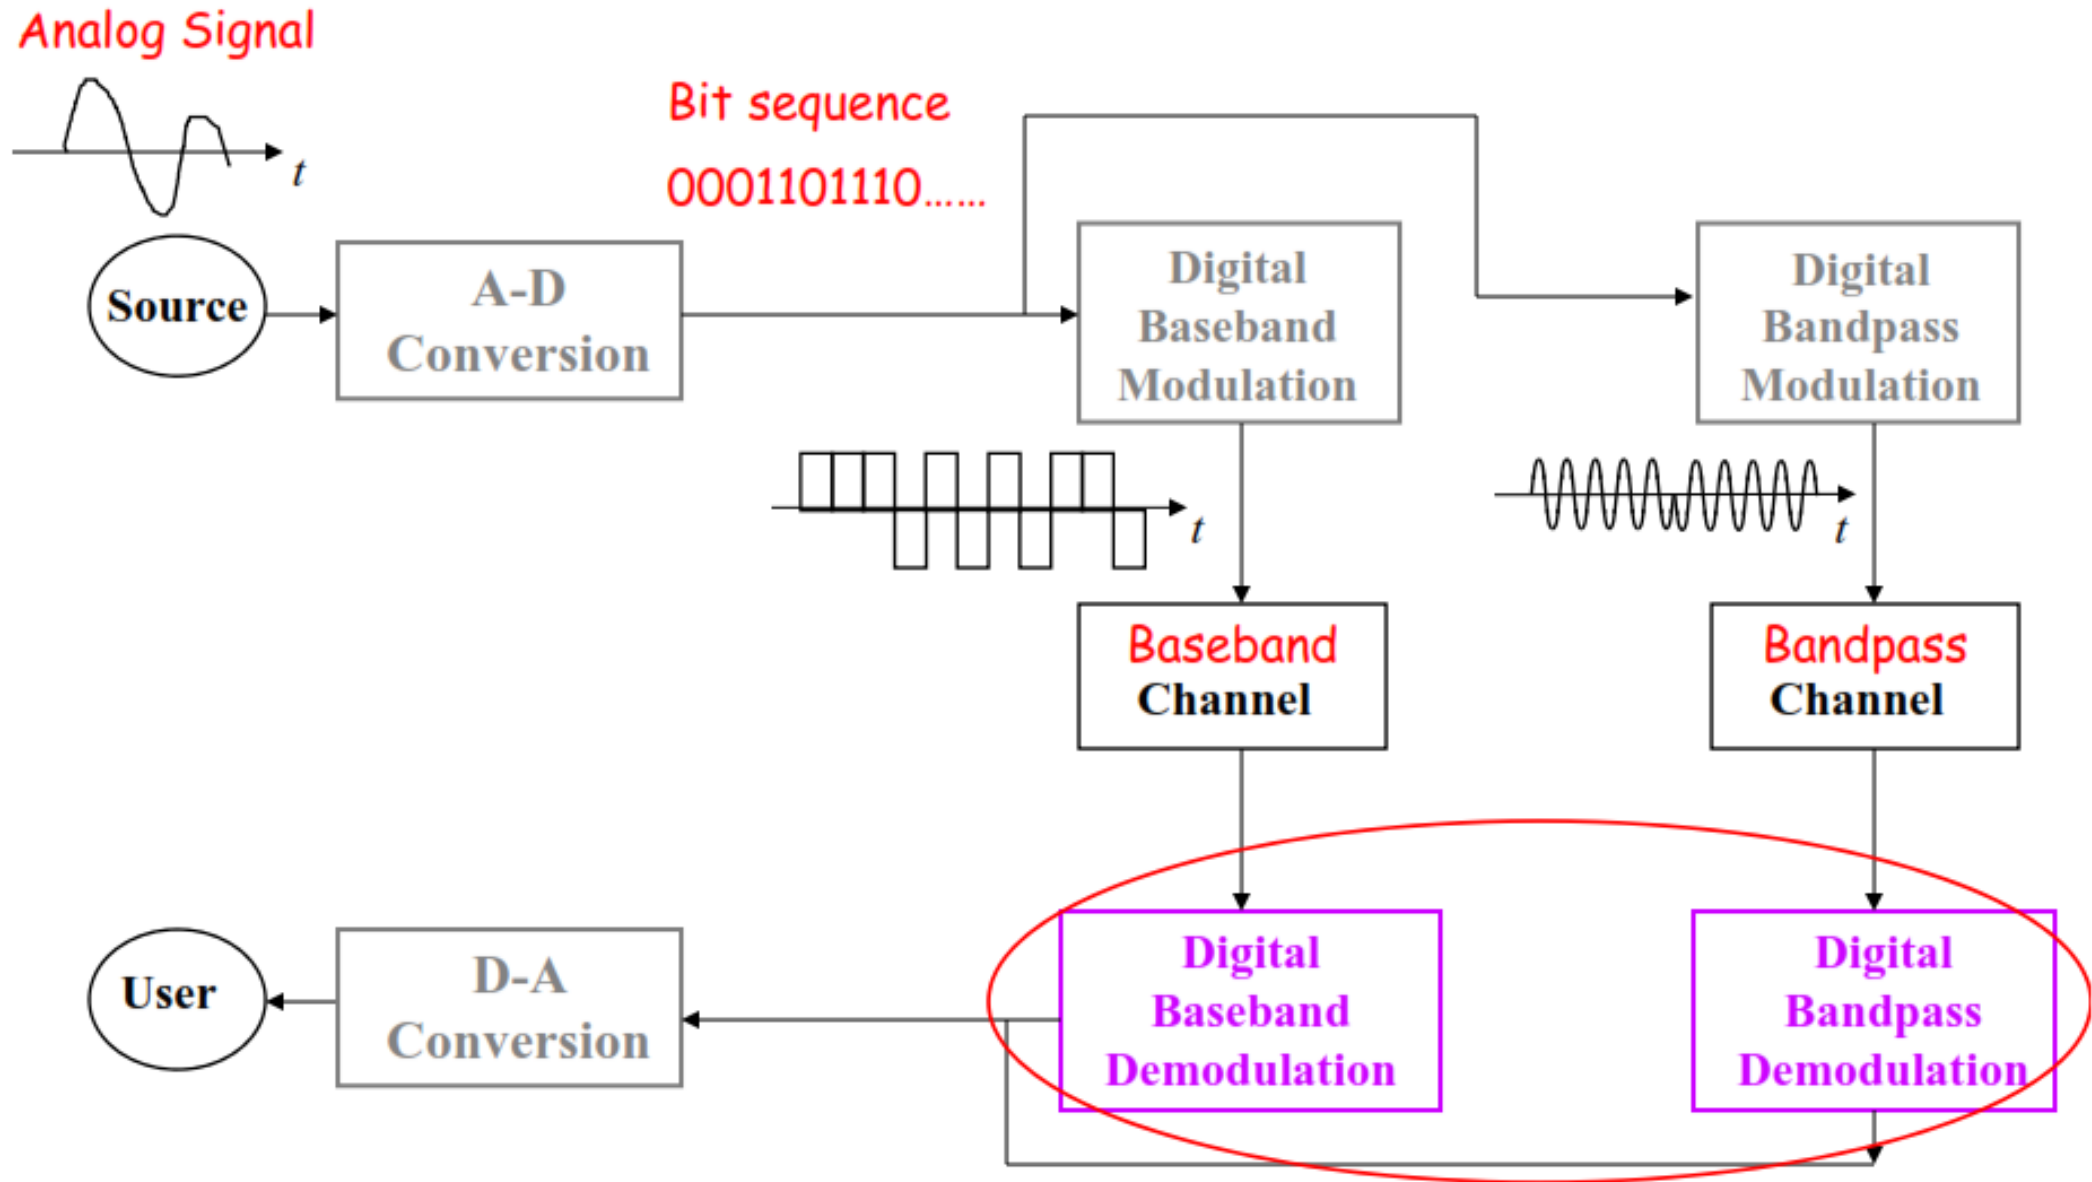 Analog Signal
t
Bit sequence
0001101110......
Source
A-D
Conversion
Digital
Baseband
Modulation
Digital
Bandpass
Modulation
t
t
Baseband
Channel
Bandpass
Channel
User
D-A
Conversion
Digital
Baseband
Demodulation
Digital
Bandpass
Demodulation